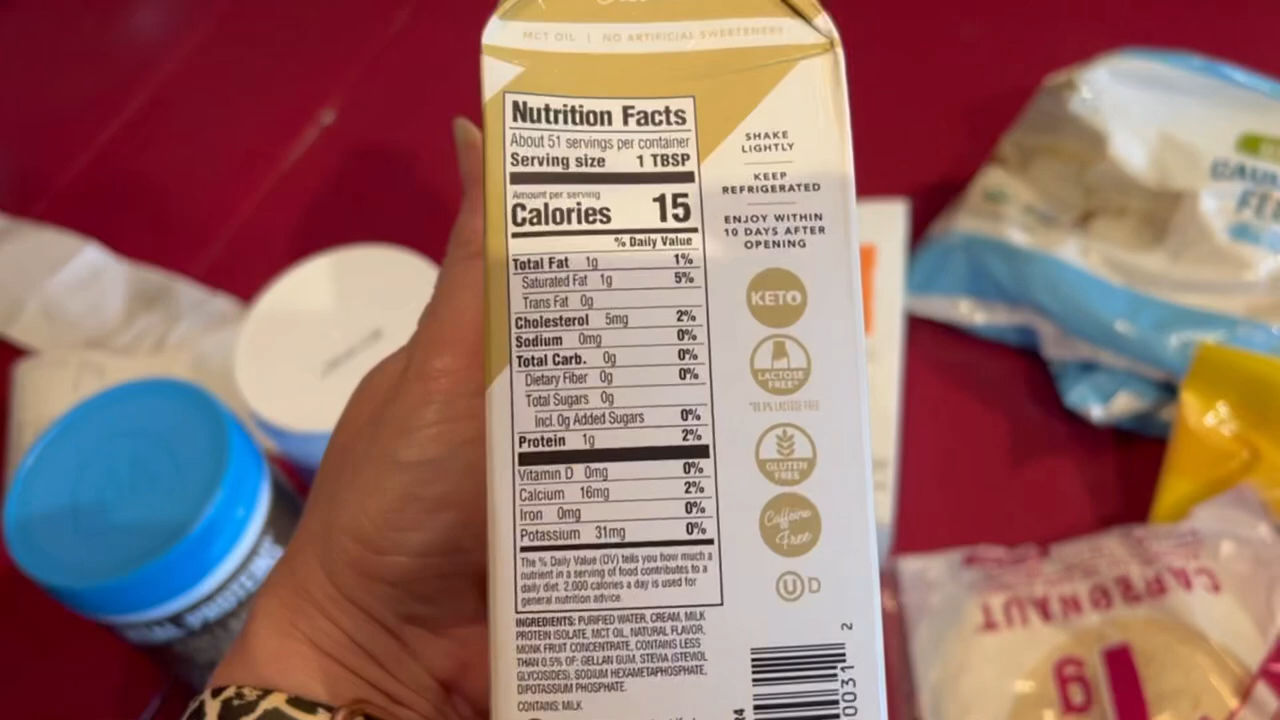 MCT OIL | NO ARTIFICIAL SWEETENERS
Nutrition Facts
About 51 servings per container
Serving size 1 TBSP
Amount per serving
Calories 15
% Daily Value
Total Fat 1g 1%
Saturated Fat 1g 5%
Trans Fat 0g
Cholesterol 5mg 2%
Sodium 0mg 0%
Total Carb. 0g 0%
Dietary Fiber 0g 0%
Total Sugars 0g
Incl. 0g Added Sugars 0%
Protein 1g 2%
Vitamin D 0mg 0%
Calcium 16mg 2%
Iron 0mg 0%
Potassium 31mg 0%
The % Daily Value (DV) tells you how much a
nutrient in a serving of food contributes to a
daily diet. 2,000 calories a day is used for
general nutrition advice.
INGREDIENTS: PURIFIED WATER, CREAM, MILK
PROTEIN ISOLATE, MCT OIL, NATURAL FLAVOR,
MONK FRUIT CONCENTRATE, CONTAINS LESS
THAN 0.5% OF: GELLAN GUM, STEVIA (STEVIOL
GLYCOSIDES), SODIUM HEXAMETAPHOSPHATE,
DIPOTASSIUM PHOSPHATE.
CONTAINS: MILK
SHAKE
LIGHTLY
KEEP
REFRIGERATED
ENJOY WITHIN
10 DAYS AFTER
OPENING
KETO
LACTOSE
FREE*
*99.9% LACTOSE FREE
GLUTEN
FREE
Caffeine
Free
U D
0031 2
CARBONAUT
1g